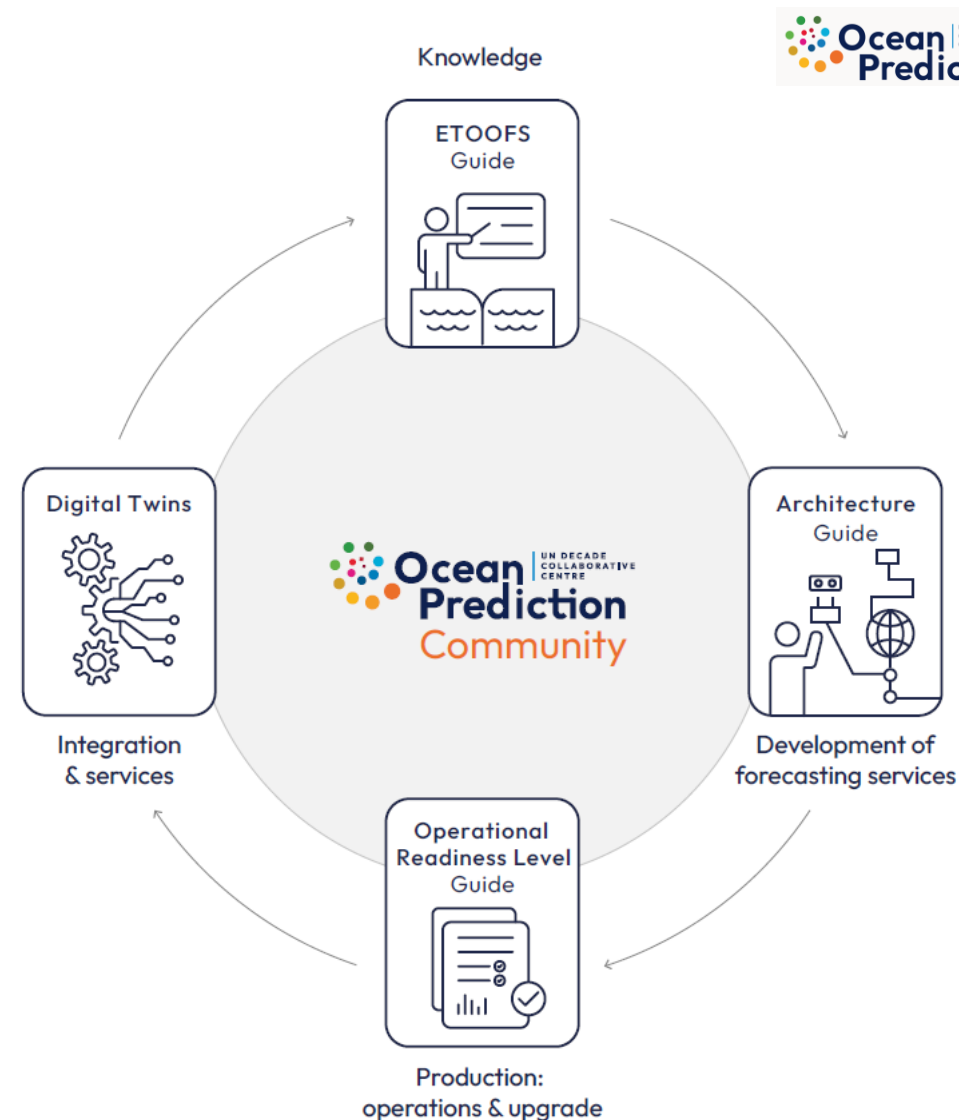 Knowledge
Ocean
Predic
ETOOFS
Guide
Digital Twins
Architecture
Guide
Ocean
Prediction
Community
UN DECADE
COLLABORATIVE
CENTRE
Integration
& services
Development of
forecasting services
Operational
Readiness Level
Guide
Production:
operations & upgrade